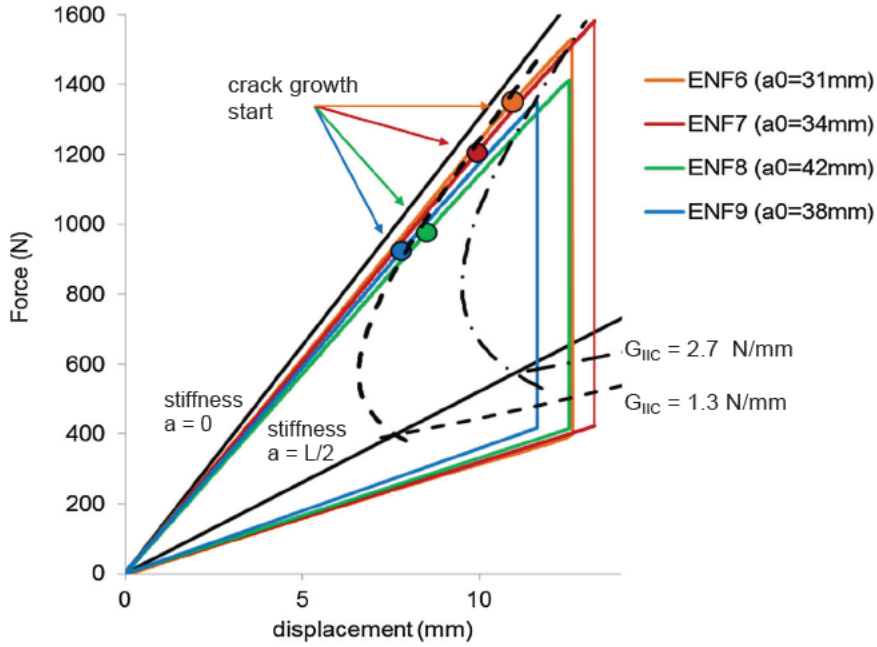 1600
1400
1200
1000
800
600
400
200
0
Force (N)
0
5
10
displacement (mm)
crack growth
start
stiffness
a = 0
stiffness
a = L/2
G_IIC = 2.7 N/mm
G_IIC = 1.3 N/mm
ENF6 (a0=31mm)
ENF7 (a0=34mm)
ENF8 (a0=42mm)
ENF9 (a0=38mm)